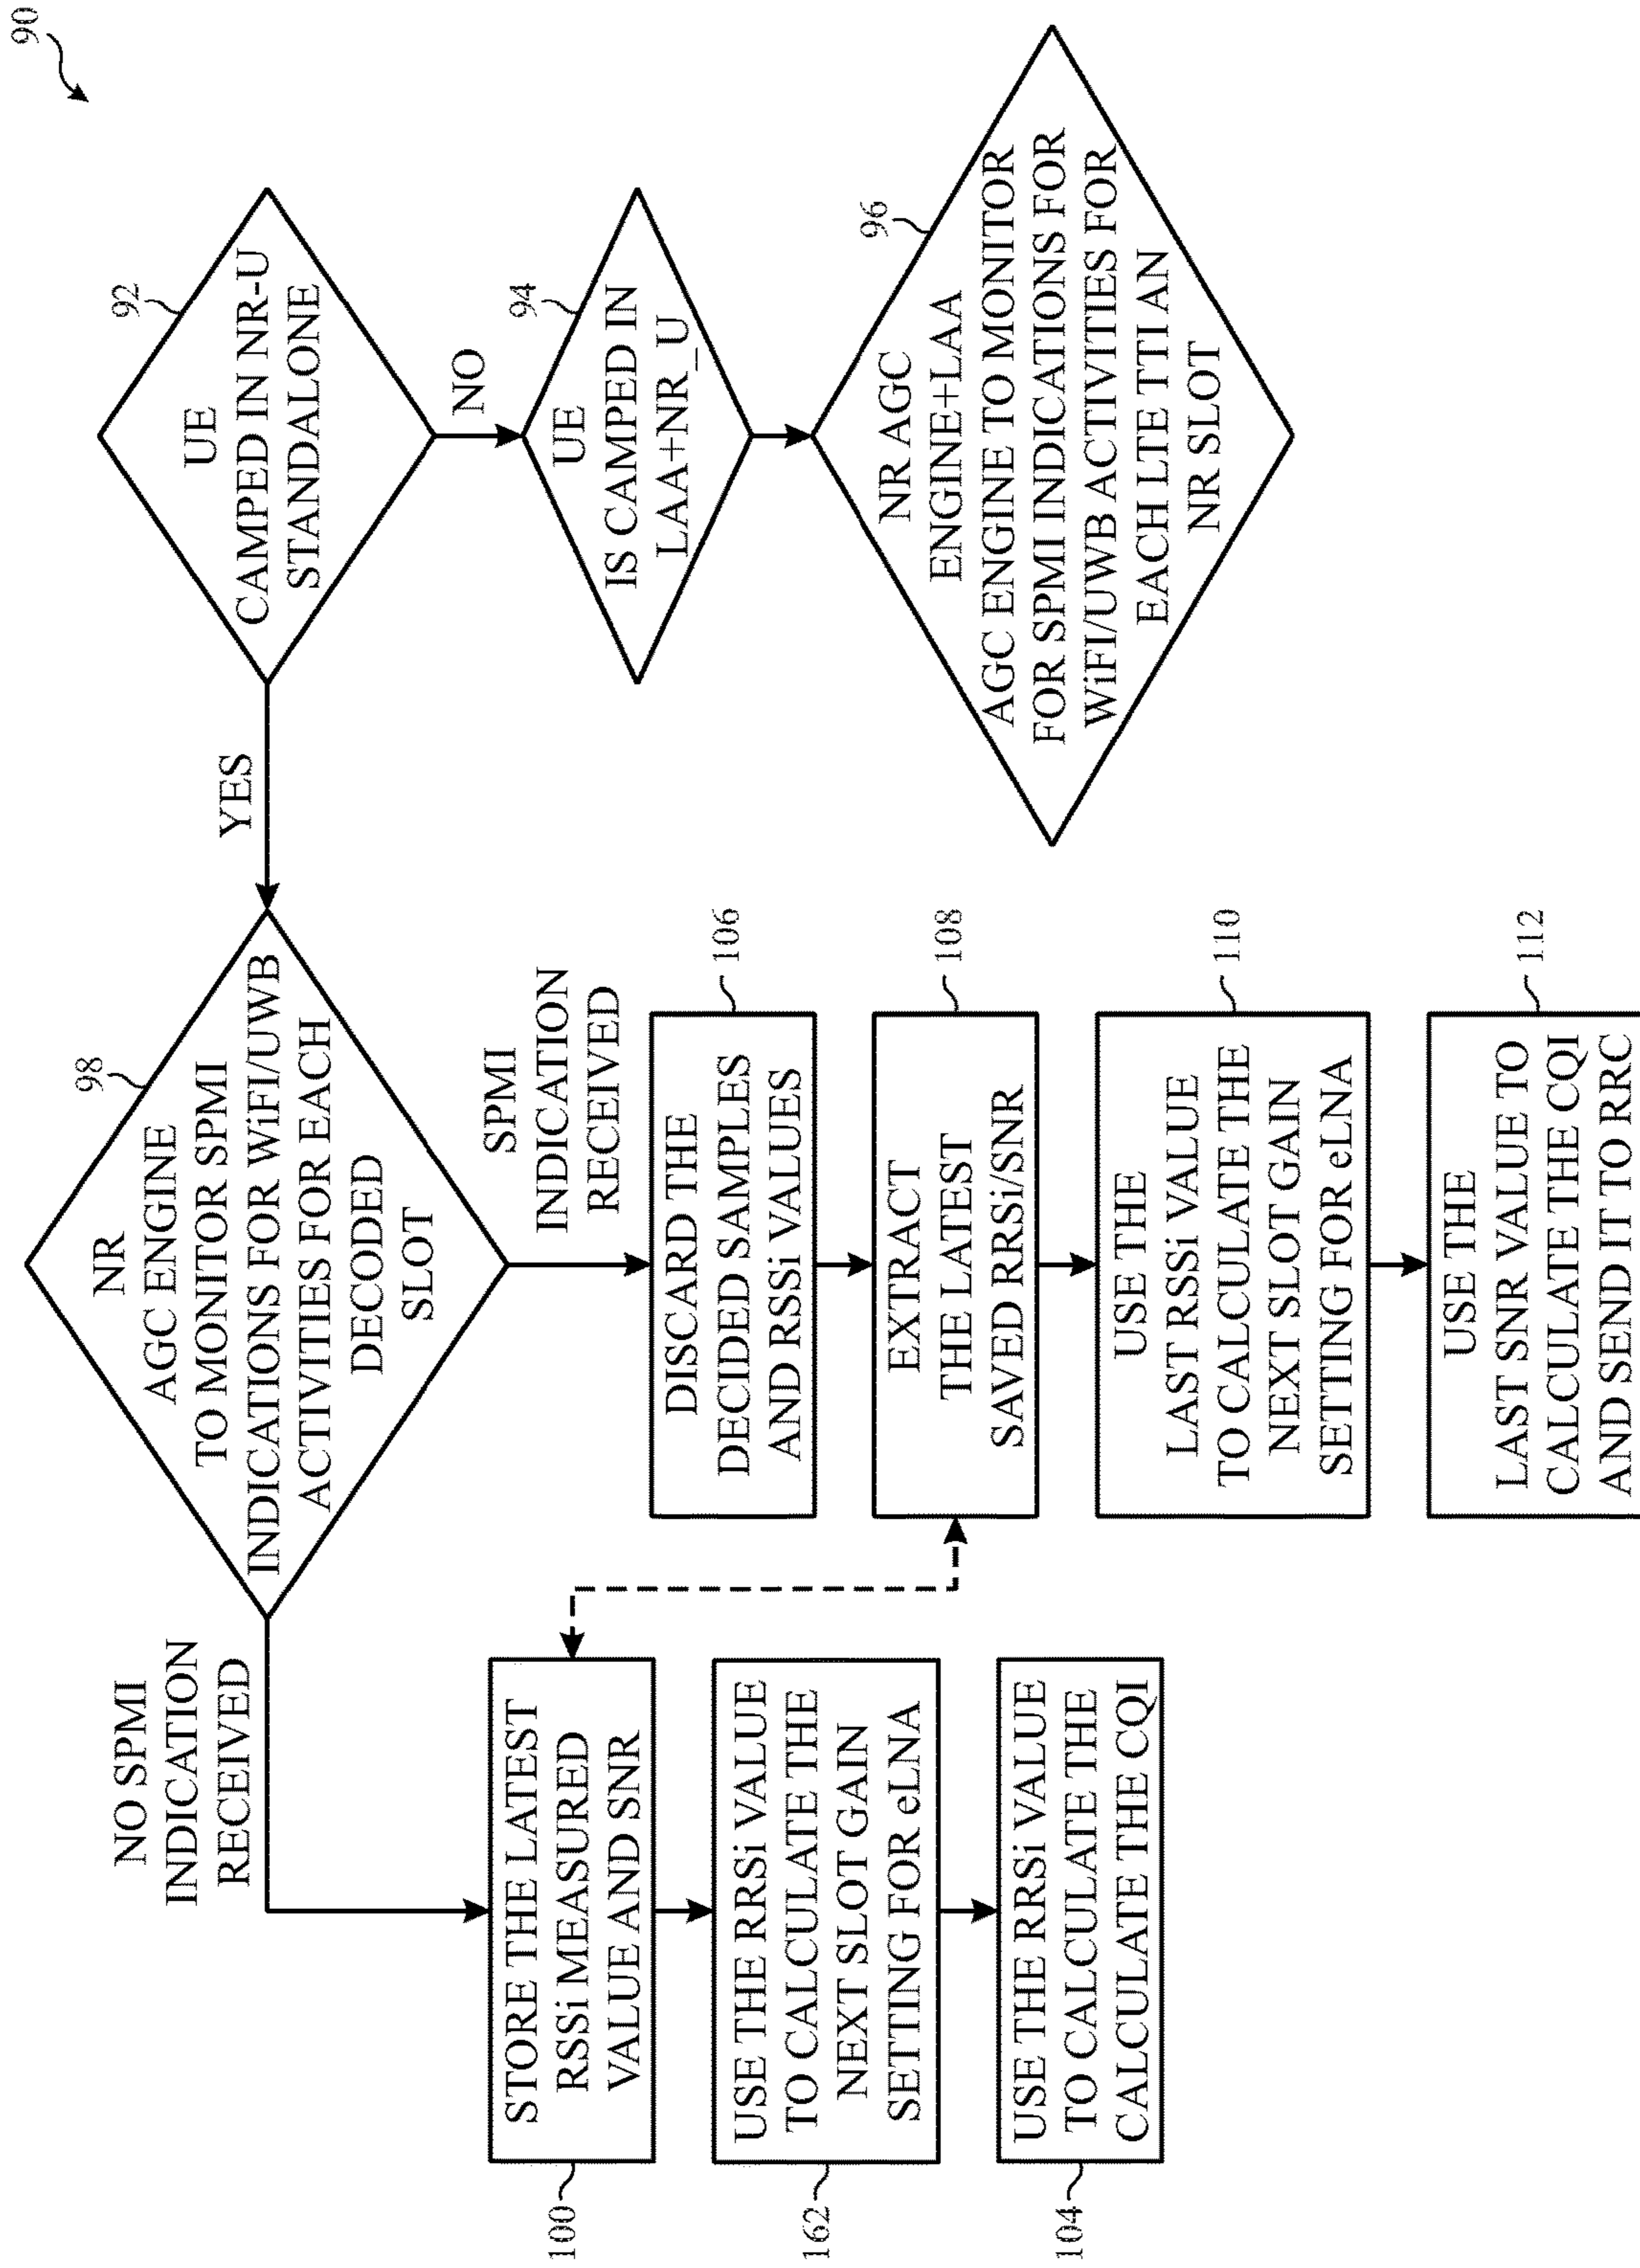 90
92
UE
CAMPED IN NR-U
STANDALONE
YES
NO
94
UE
IS CAMPED IN
LAA+NR_U
96
NR AGC
ENGINE+LAA
AGC ENGINE TO MONITOR
FOR SPMI INDICATIONS FOR
WiFI/UWB ACTIVITIES FOR
EACH LTE TTI AN
NR SLOT
98
NR
AGC ENGINE
TO MONITOR SPMI
INDICATIONS FOR WiFI/UWB
ACTIVITIES FOR EACH
DECODED
SLOT
NO SPMI
INDICATION
RECEIVED
SPMI
INDICATION
RECEIVED
100
STORE THE LATEST
RSSi MEASURED
VALUE AND SNR
162
USE THE RRSi VALUE
TO CALCULATE THE
NEXT SLOT GAIN
SETTING FOR eLNA
104
USE THE RRSi VALUE
TO CALCULATE THE
CALCULATE THE CQI
106
DISCARD THE
DECIDED SAMPLES
AND RSSi VALUES
108
EXTRACT
THE LATEST
SAVED RRSi/SNR
110
USE THE
LAST RSSi VALUE
TO CALCULATE THE
NEXT SLOT GAIN
SETTING FOR eLNA
112
USE THE
LAST SNR VALUE TO
CALCULATE THE CQI
AND SEND IT TO RRC